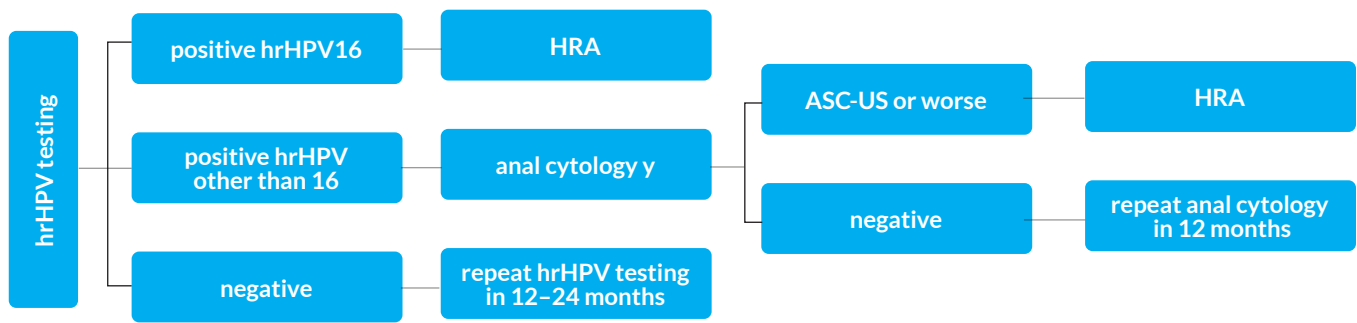 hrHPV testing
positive hrHPV16
HRA
positive hrHPV
other than 16
anal cytology y
ASC-US or worse
HRA
negative
repeat anal cytology
in 12 months
negative
repeat hrHPV testing
in 12–24 months